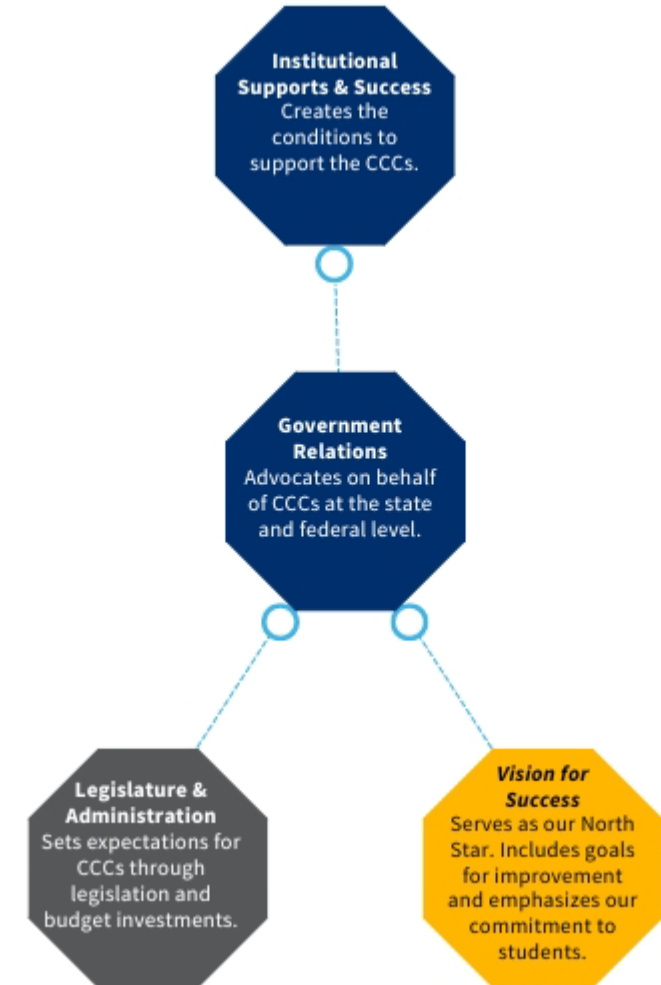 Institutional
Supports & Success
Creates the
conditions to
support the CCCs.
Government
Relations
Advocates on behalf
of CCCs at the state
and federal level.
Legislature &
Administration
Sets expectations for
CCCs through
legislation and
budget investments.
Vision for
Success
Serves as our North
Star. Includes goals
for improvement
and emphasizes our
commitment to
students.